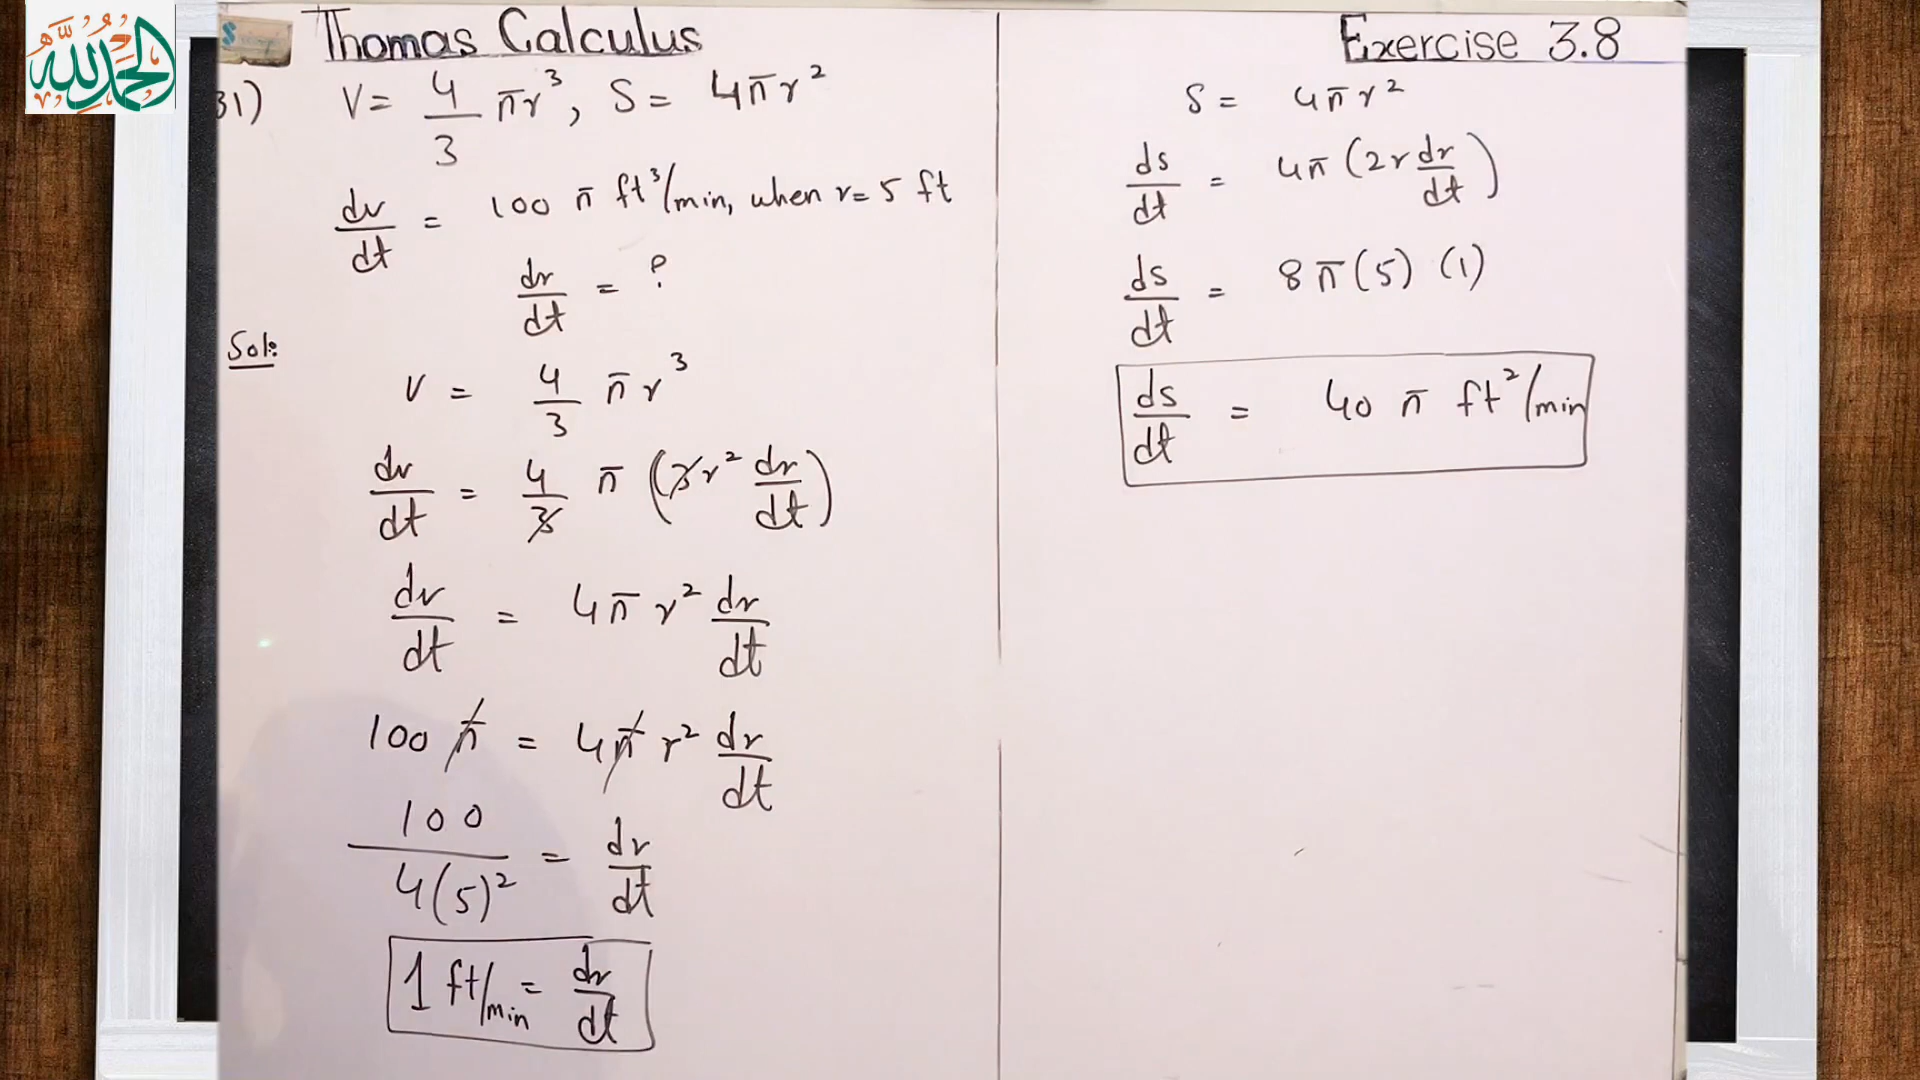 الحمد لله
Thomas Calculus
Exercise 3.8
31) V = 4/3 πr³, S = 4πr²
dv/dt = 100 π ft³/min, when r = 5 ft
dr/dt = ?
Sol:
V = 4/3 π r³
dv/dt = 4/3 π (3r² dr/dt)
dv/dt = 4π r² dr/dt
100 π = 4π r² dr/dt
100/4(5)² = dr/dt
1 ft/min = dr/dt
S = 4πr²
ds/dt = 4π (2r dr/dt)
ds/dt = 8π(5) (1)
ds/dt = 40 π ft²/min